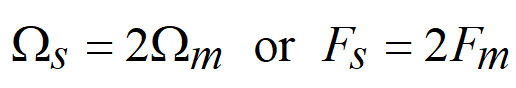 Ωₛ = 2Ωₘ or Fₛ = 2Fₘ